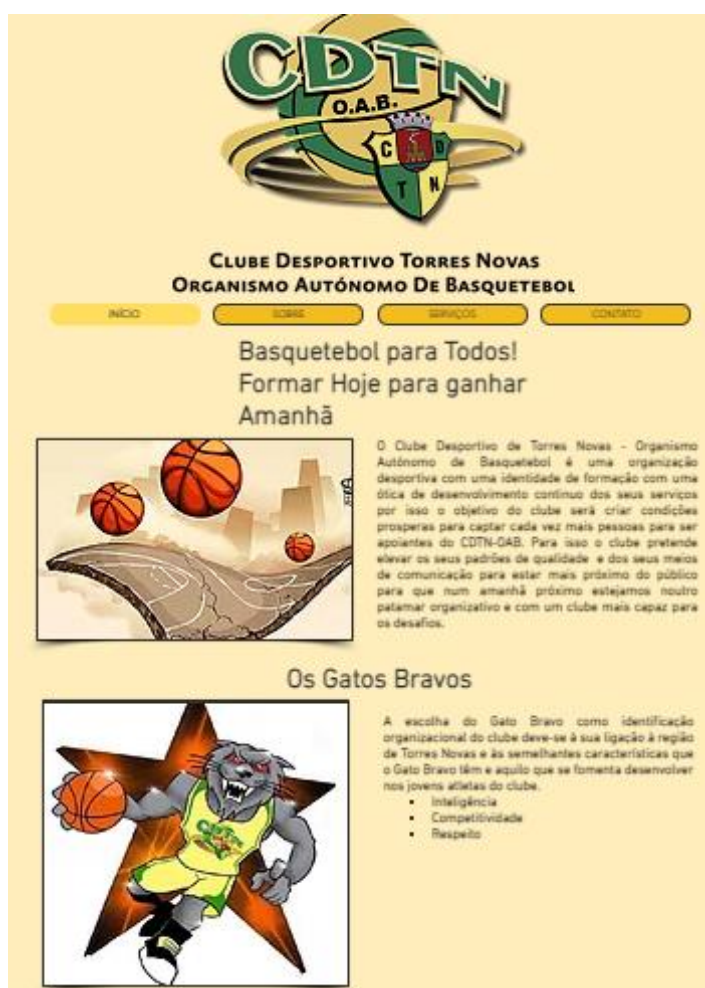 CDTN
O.A.B.
C D
T N
CLUBE DESPORTIVO TORRES NOVAS
ORGANISMO AUTÓNOMO DE BASQUETEBOL
INÍCIO SOBRE SERVIÇOS CONTATO
Basquetebol para Todos!
Formar Hoje para ganhar
Amanhã
O Clube Desportivo de Torres Novas - Organismo
Autónomo de Basquetebol é uma organização
desportiva com uma identidade de formação com uma
ótica de desenvolvimento continuo dos seus serviços
por isso o objetivo do clube será criar condições
prosperas para captar cada vez mais pessoas para ser
apoiantes do CDTN-OAB. Para isso o clube pretende
elevar os seus padrões de qualidade e dos seus meios
de comunicação para estar mais próximo do público
para que num amanhã próximo estejamos noutro
patamar organizativo e com um clube mais capaz para
os desafios.
Os Gatos Bravos
A escolha do Gato Bravo como identificação
organizacional do clube deve-se à sua ligação à região
de Torres Novas e às semelhantes características que
o Gato Bravo têm e aquilo que se fomenta desenvolver
nos jovens atletas do clube.
• Inteligência
• Competitividade
• Respeito
CDTN